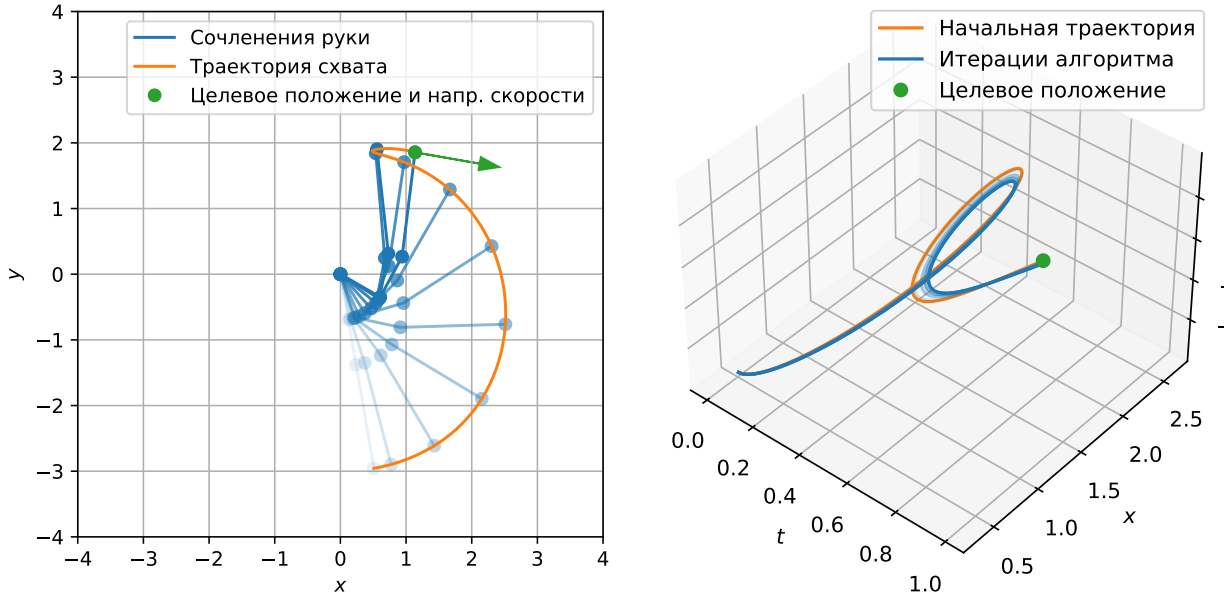 Сочленения руки
Траектория схвата
Целевое положение и напр. скорости
4
3
2
1
0
−1
−2
−3
−4
y
−4
−3
−2
−1
0
1
2
3
4
x
Начальная траектория
Итерации алгоритма
Целевое положение
0.0
0.2
0.4
0.6
0.8
1.0
t
0.5
1.0
1.5
2.0
2.5
x